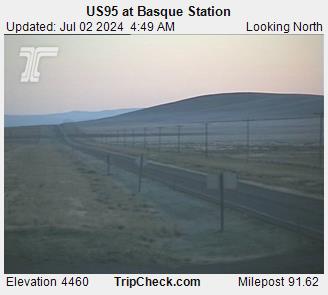 US95 at Basque Station
Updated: Jul 02 2024  4:49 AM Looking North
Elevation 4460 TripCheck.com Milepost 91.62